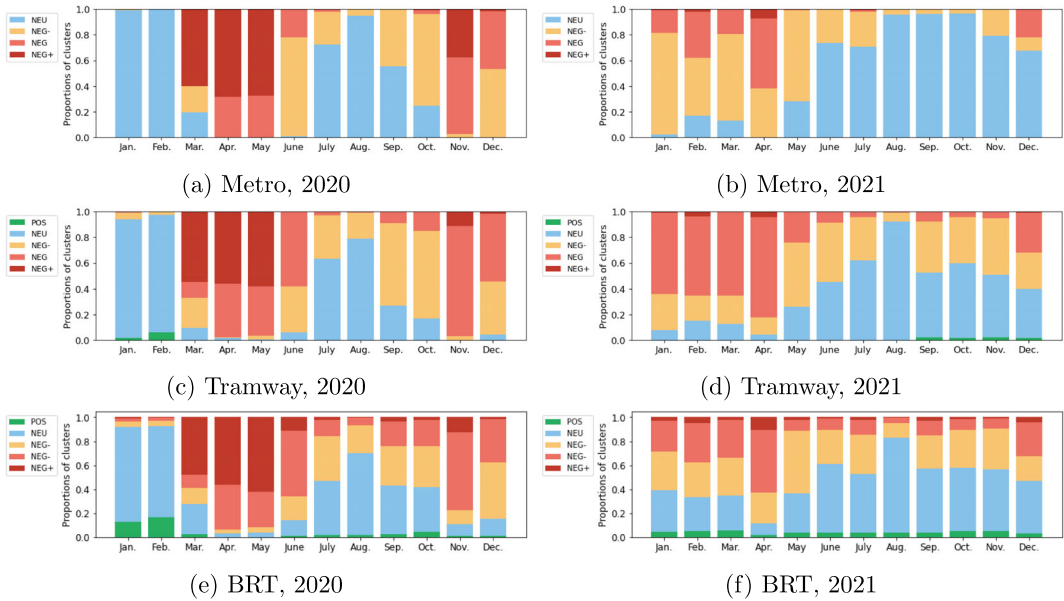 NEU
NEG-
NEG
NEG+
Proportions of clusters
1.0
0.8
0.6
0.4
0.2
0.0
Jan. Feb. Mar. Apr. May June July Aug. Sep. Oct. Nov. Dec.
(a) Metro, 2020
NEU
NEG-
NEG
NEG+
Proportions of clusters
1.0
0.8
0.6
0.4
0.2
0.0
Jan. Feb. Mar. Apr. May June July Aug. Sep. Oct. Nov. Dec.
(b) Metro, 2021
POS
NEU
NEG-
NEG
NEG+
Proportions of clusters
1.0
0.8
0.6
0.4
0.2
0.0
Jan. Feb. Mar. Apr. May June July Aug. Sep. Oct. Nov. Dec.
(c) Tramway, 2020
POS
NEU
NEG-
NEG
NEG+
Proportions of clusters
1.0
0.8
0.6
0.4
0.2
0.0
Jan. Feb. Mar. Apr. May June July Aug. Sep. Oct. Nov. Dec.
(d) Tramway, 2021
POS
NEU
NEG-
NEG-
NEG+
Proportions of clusters
1.0
0.8
0.6
0.4
0.2
0.0
Jan. Feb. Mar. Apr. May June July Aug. Sep. Oct. Nov. Dec.
(e) BRT, 2020
POS
NEU
NEG-
NEG-
NEG+
Proportions of clusters
1.0
0.8
0.6
0.4
0.2
0.0
Jan. Feb. Mar. Apr. May June July Aug. Sep. Oct. Nov. Dec.
(f) BRT, 2021